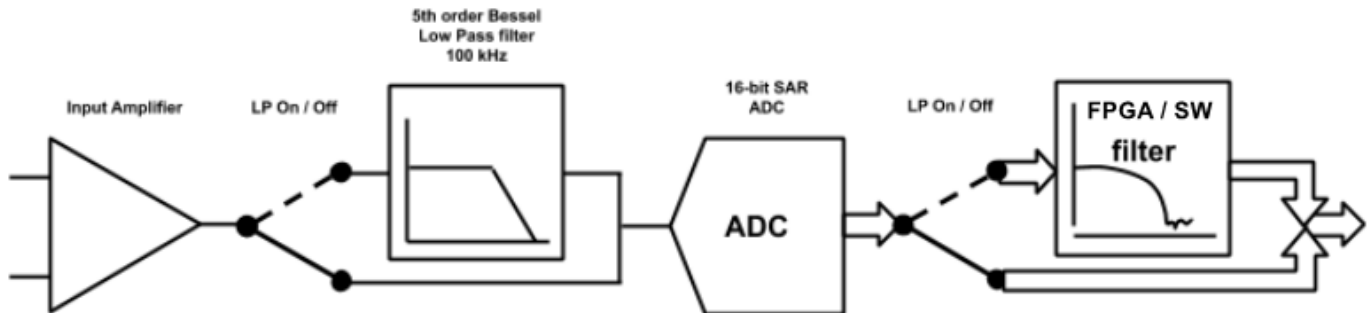 5th order Bessel
Low Pass filter
100 kHz
Input Amplifier
LP On / Off
16-bit SAR
ADC
LP On / Off
FPGA / SW
filter
ADC